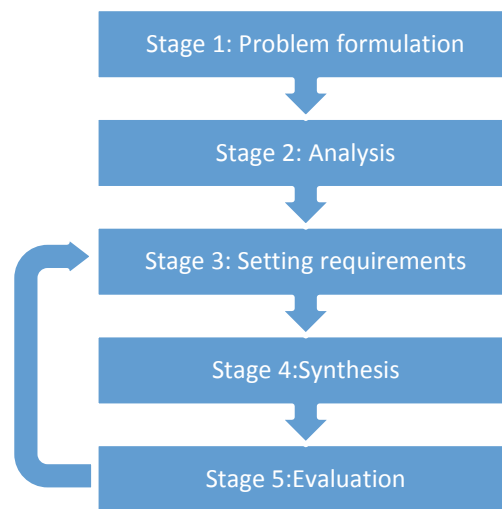 Stage 1: Problem formulation
Stage 2: Analysis
Stage 3: Setting requirements
Stage 4:Synthesis
Stage 5:Evaluation